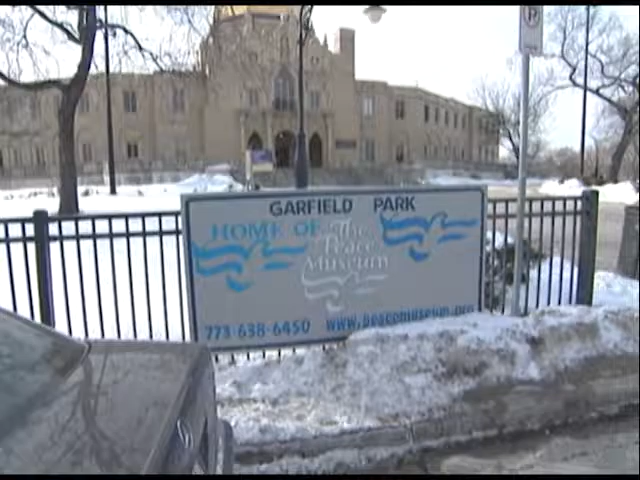 GARFIELD PARK
HOME OF The
Peace
Museum
773-638-6450 www.peacemuseum.org